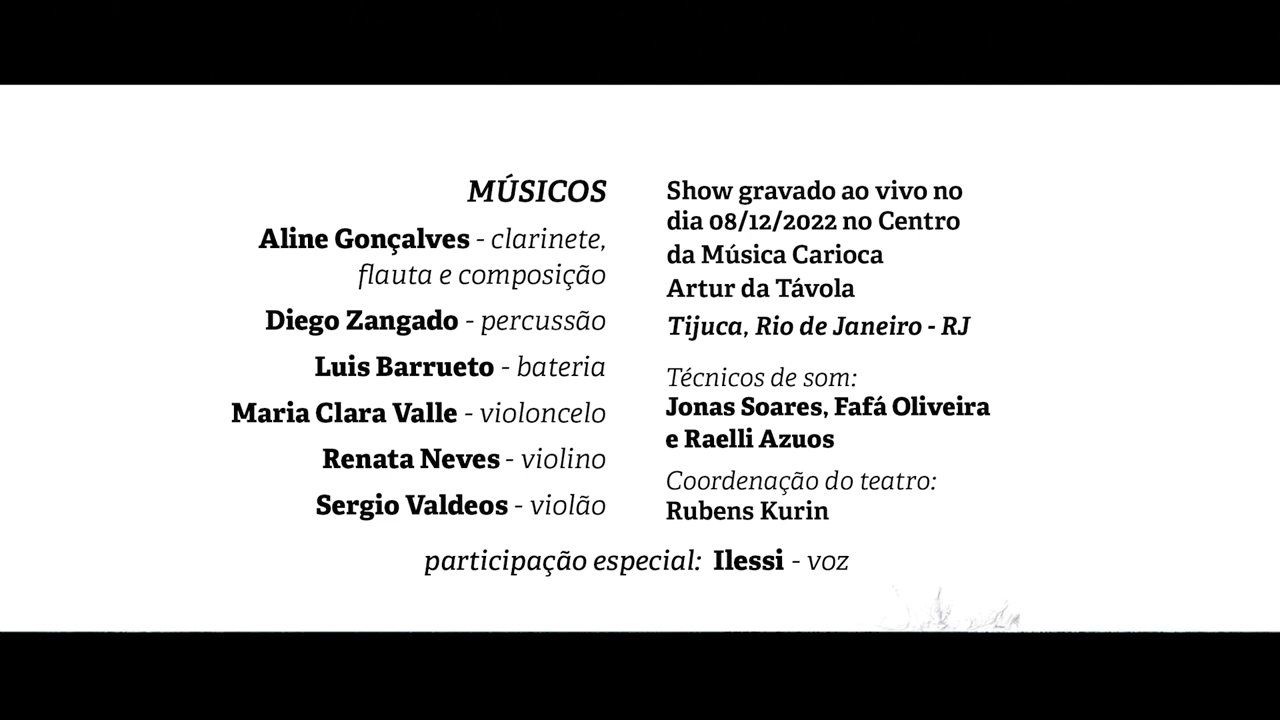 MÚSICOS
Aline Gonçalves - clarinete,
flauta e composição
Diego Zangado - percussão
Luis Barrueto - bateria
Maria Clara Valle - violoncelo
Renata Neves - violino
Sergio Valdeos - violão
Show gravado ao vivo no
dia 08/12/2022 no Centro
da Música Carioca
Artur da Távola
Tijuca, Rio de Janeiro - RJ
Técnicos de som:
Jonas Soares, Fafá Oliveira
e Raelli Azuos
Coordenação do teatro:
Rubens Kurin
participação especial: Ilessi - voz